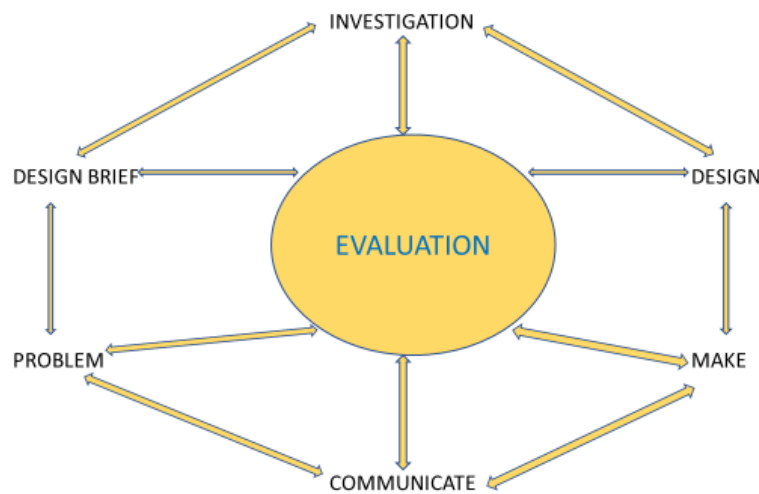 INVESTIGATION
DESIGN BRIEF
DESIGN
EVALUATION
PROBLEM
MAKE
COMMUNICATE